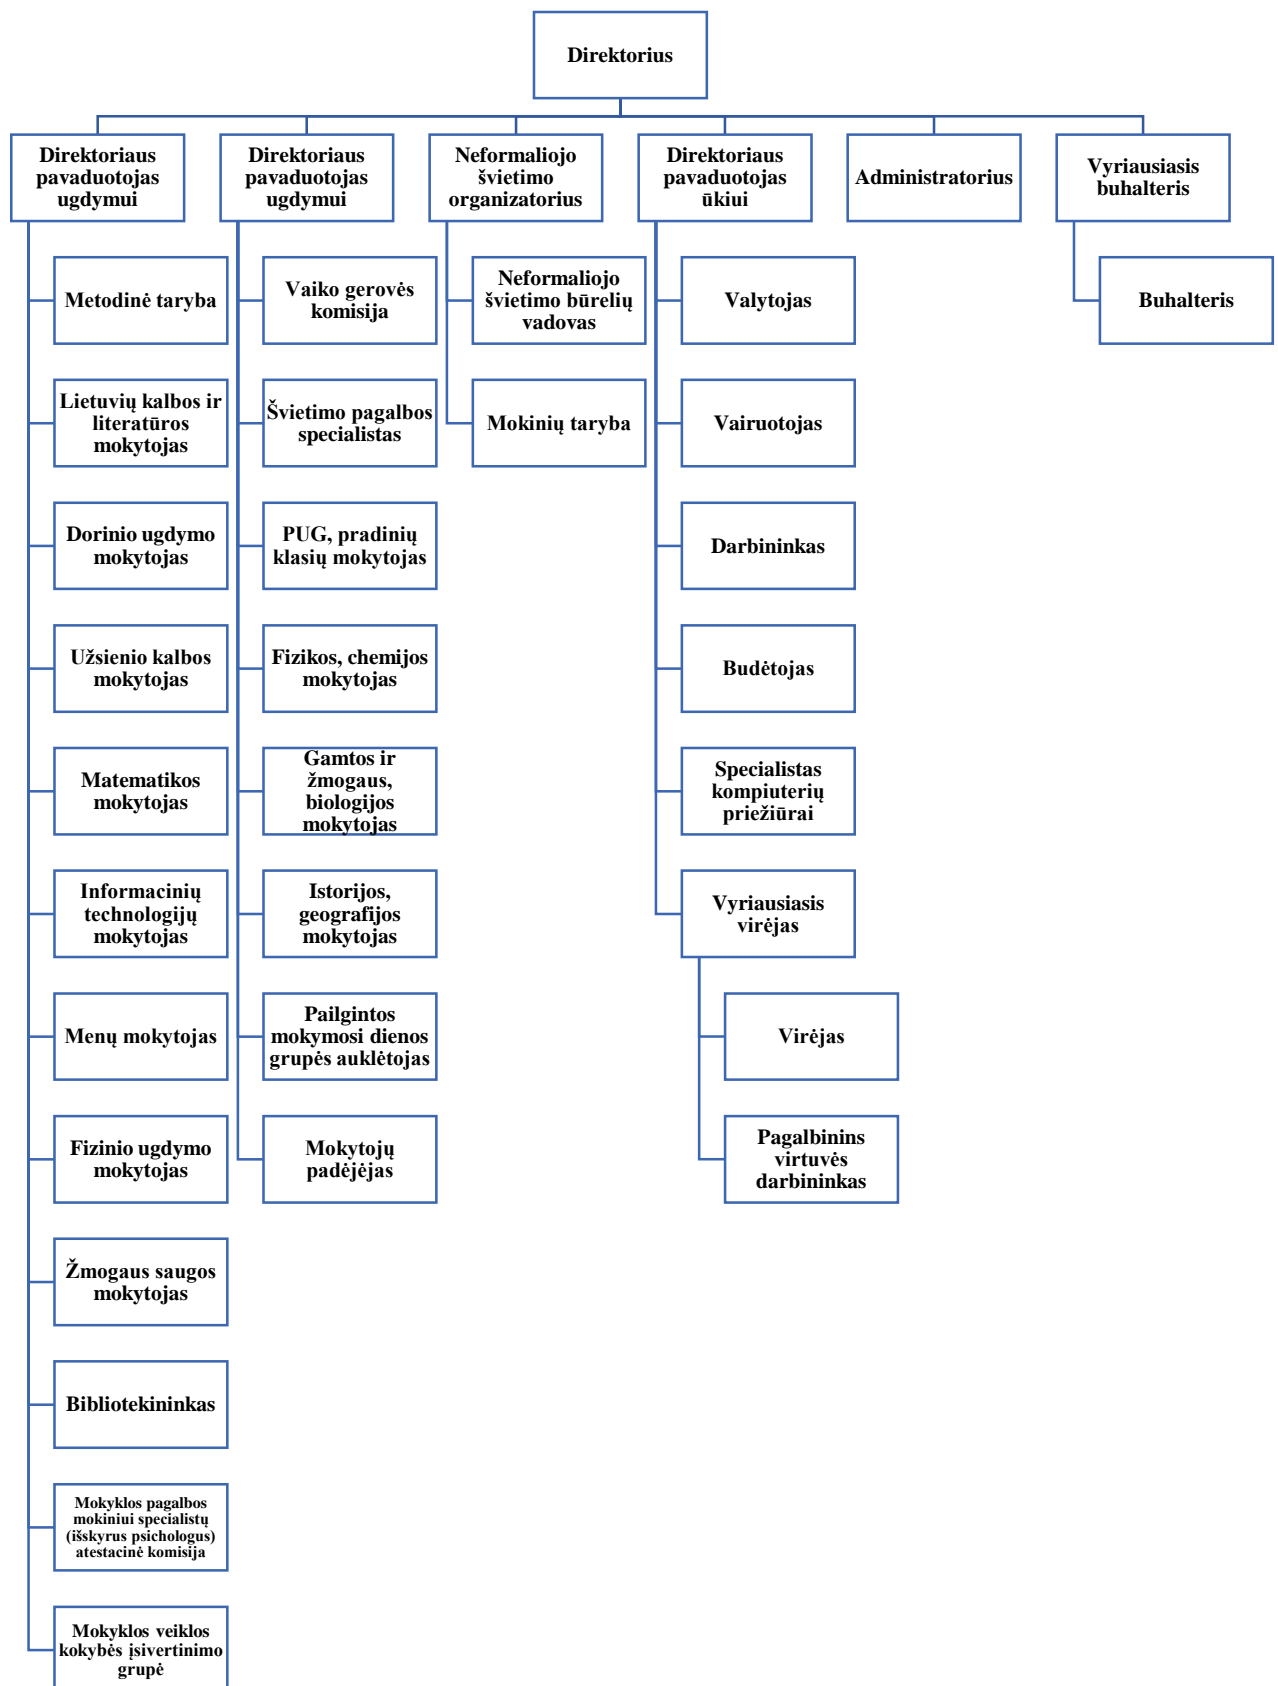 Direktorius
Direktoriaus
pavaduotojas
ugdymui
Metodinė taryba
Lietuvių kalbos ir
literatūros
mokytojas
Dorinio ugdymo
mokytojas
Užsienio kalbos
mokytojas
Matematikos
mokytojas
Informacinių
technologijų
mokytojas
Menų mokytojas
Fizinio ugdymo
mokytojas
Žmogaus saugos
mokytojas
Bibliotekininkas
Mokyklos pagalbos
mokiniui specialistų
(išskyrus psichologus)
atestacinė komisija
Mokyklos veiklos
kokybės įsivertinimo
grupė
Direktoriaus
pavaduotojas
ugdymui
Vaiko gerovės
komisija
Švietimo pagalbos
specialistas
PUG, pradinių
klasių mokytojas
Fizikos, chemijos
mokytojas
Gamtos ir
žmogaus,
biologijos
mokytojas
Istorijos,
geografijos
mokytojas
Pailgintos
mokymosi dienos
grupės auklėtojas
Mokytojų
padėjėjas
Neformaliojo
švietimo
organizatorius
Neformaliojo
švietimo būrelių
vadovas
Mokinių taryba
Direktoriaus
pavaduotojas
ūkiui
Valytojas
Vairuotojas
Darbininkas
Budėtojas
Specialistas
kompiuterių
priežiūrai
Vyriausiasis
virėjas
Virėjas
Pagalbinins
virtuvės
darbininkas
Administratorius
Vyriausiasis
buhalteris
Buhalteris